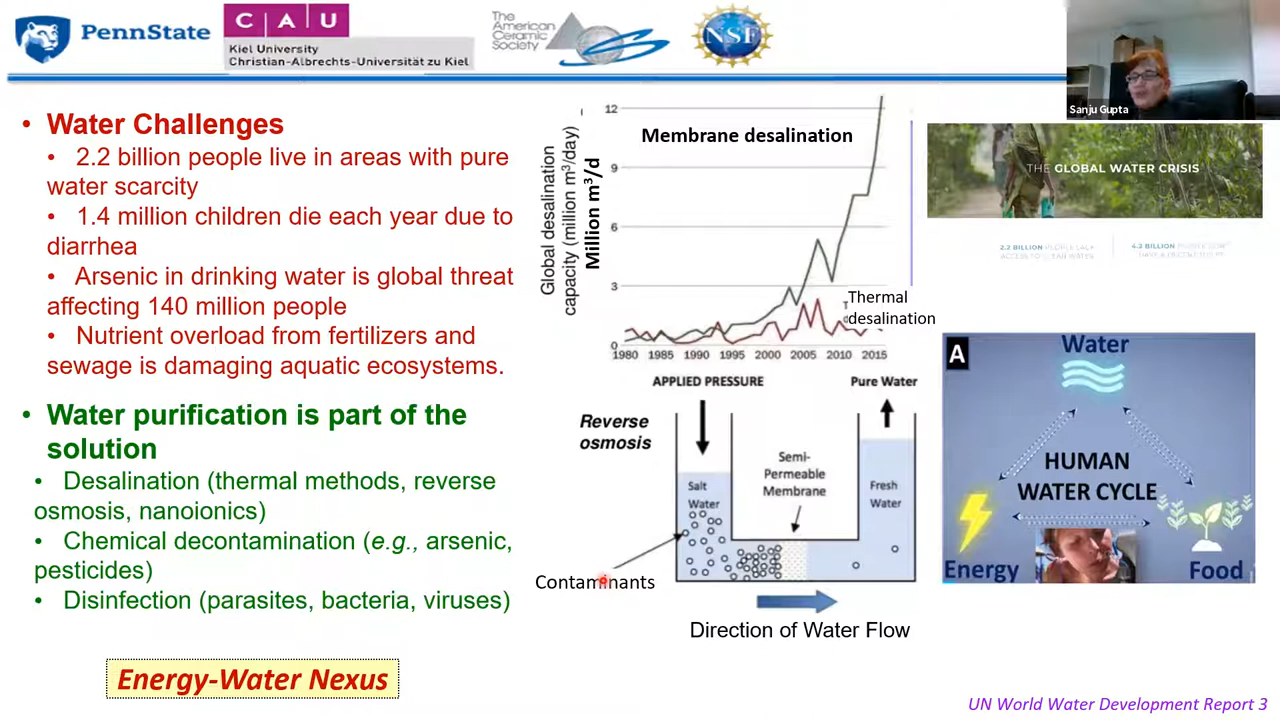 PennState
CAU
Kiel University
Christian-Albrechts-Universität zu Kiel
The
American
Ceramic
Society
NSF
Sanju Gupta
• Water Challenges
• 2.2 billion people live in areas with pure
water scarcity
• 1.4 million children die each year due to
diarrhea
• Arsenic in drinking water is global threat
affecting 140 million people
• Nutrient overload from fertilizers and
sewage is damaging aquatic ecosystems.
• Water purification is part of the
solution
• Desalination (thermal methods, reverse
osmosis, nanoionics)
• Chemical decontamination (e.g., arsenic,
pesticides)
• Disinfection (parasites, bacteria, viruses)
Energy-Water Nexus
Global desalination
capacity (million m³/day)
Million m³/d
12
9
6
3
0
Membrane desalination
Thermal
desalination
1980 1985 1990 1995 2000 2005 2010 2015
APPLIED PRESSURE
Pure Water
Reverse
osmosis
Semi-
Permeable
Membrane
Salt
Water
Fresh
Water
Contaminants
Direction of Water Flow
THE GLOBAL WATER CRISIS
2.2 BILLION PEOPLE LACK
ACCESS TO CLEAN WATER
4.2 BILLION
A
Water
HUMAN
WATER CYCLE
Energy
Food
UN World Water Development Report 3